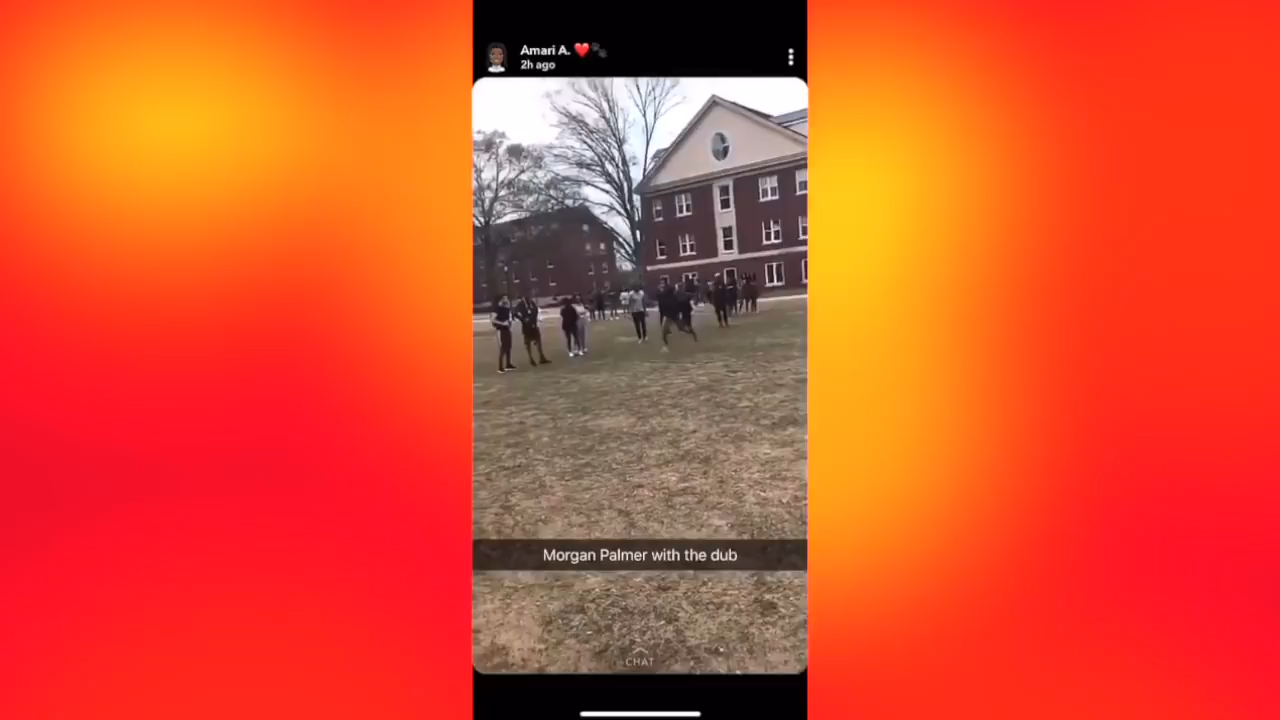 Amari A. ❤️🐾
2h ago
Morgan Palmer with the dub
CHAT